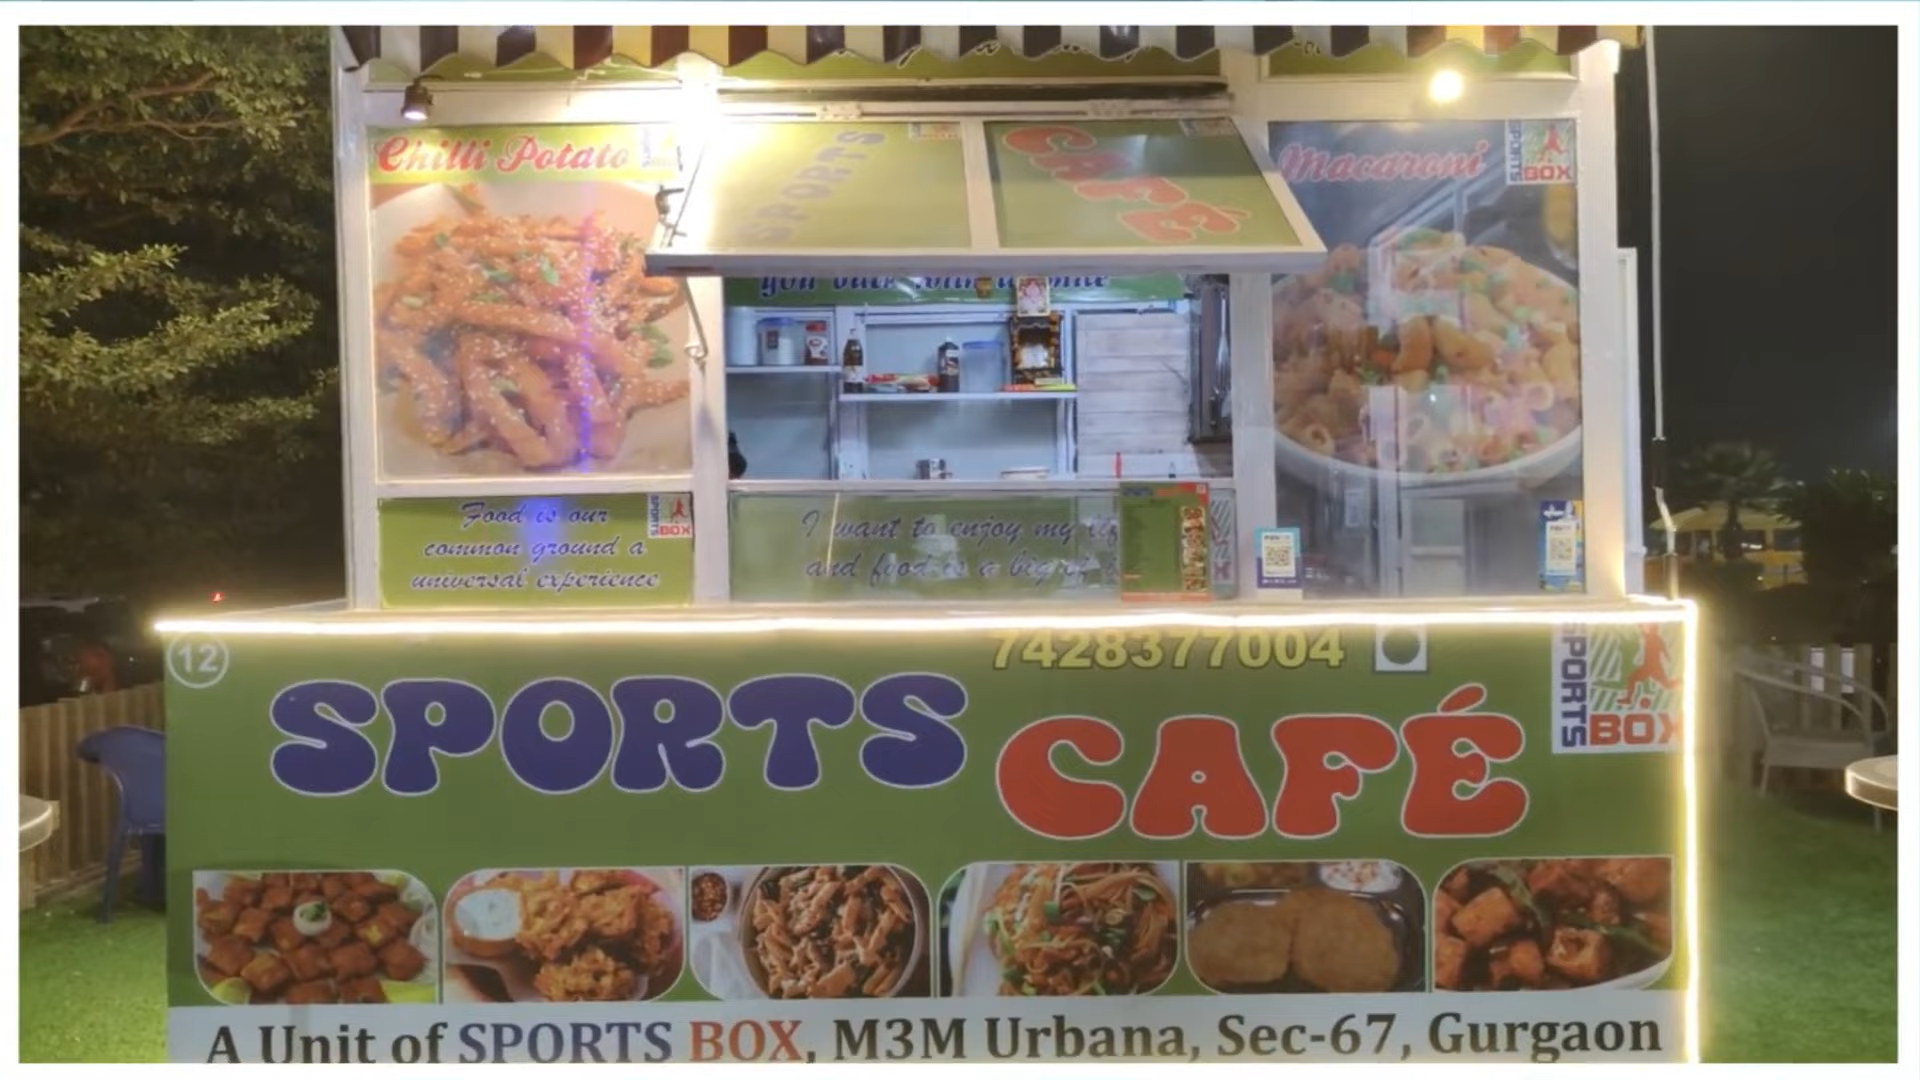 Chilli Potato
SPORTS
CAFÉ
Macaroni
SPORTS
BOX
you
Food is our
common ground a
universal experience
SPORTS
BOX
I want to enjoy my
and food is a big
12
7428377004
SPORTS
CAFÉ
SPORTS
BOX
A Unit of SPORTS BOX, M3M Urbana, Sec-67, Gurgaon